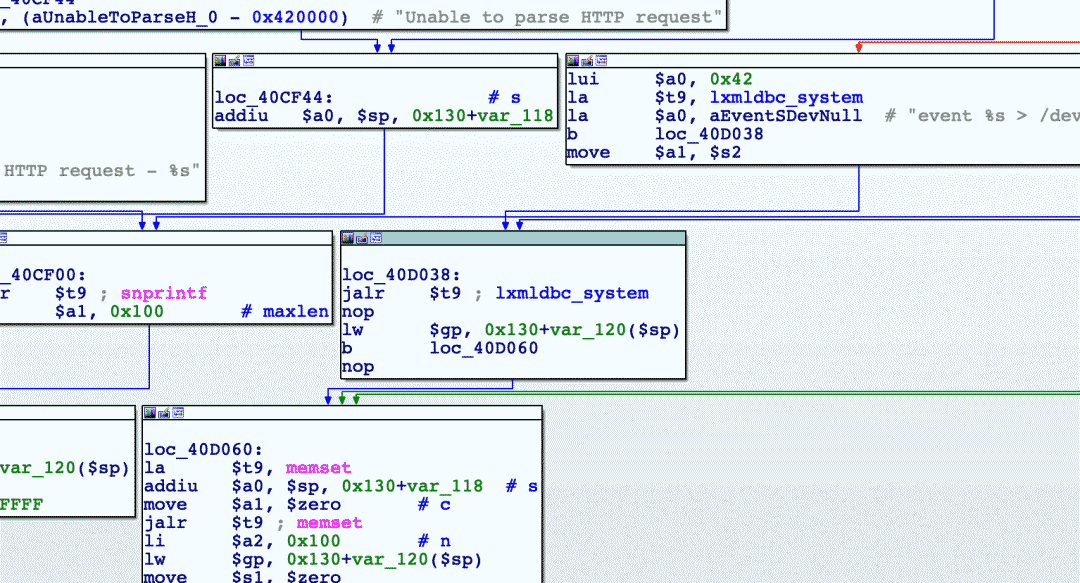 _40CF44
, (aUnableToParseH_0 - 0x420000)  # "Unable to parse HTTP request"
HTTP request - %s"
loc_40CF44:                 # s
addiu   $a0, $sp, 0x130+var_118
lui     $a0, 0x42
la      $t9, lxmldbc_system
la      $a0, aEventSDevNull  # "event %s > /dev
b       loc_40D038
move    $a1, $s2
_40CF00:
r     $t9 ; snprintf
$a1, 0x100         # maxlen
loc_40D038:
jalr    $t9 ; lxmldbc_system
nop
lw      $gp, 0x130+var_120($sp)
b       loc_40D060
nop
var_120($sp)
FFFF
loc_40D060:
la      $t9, memset
addiu   $a0, $sp, 0x130+var_118  # s
move    $a1, $zero      # c
jalr    $t9 ; memset
li      $a2, 0x100      # n
lw      $gp, 0x130+var_120($sp)
move    $s1, $zero